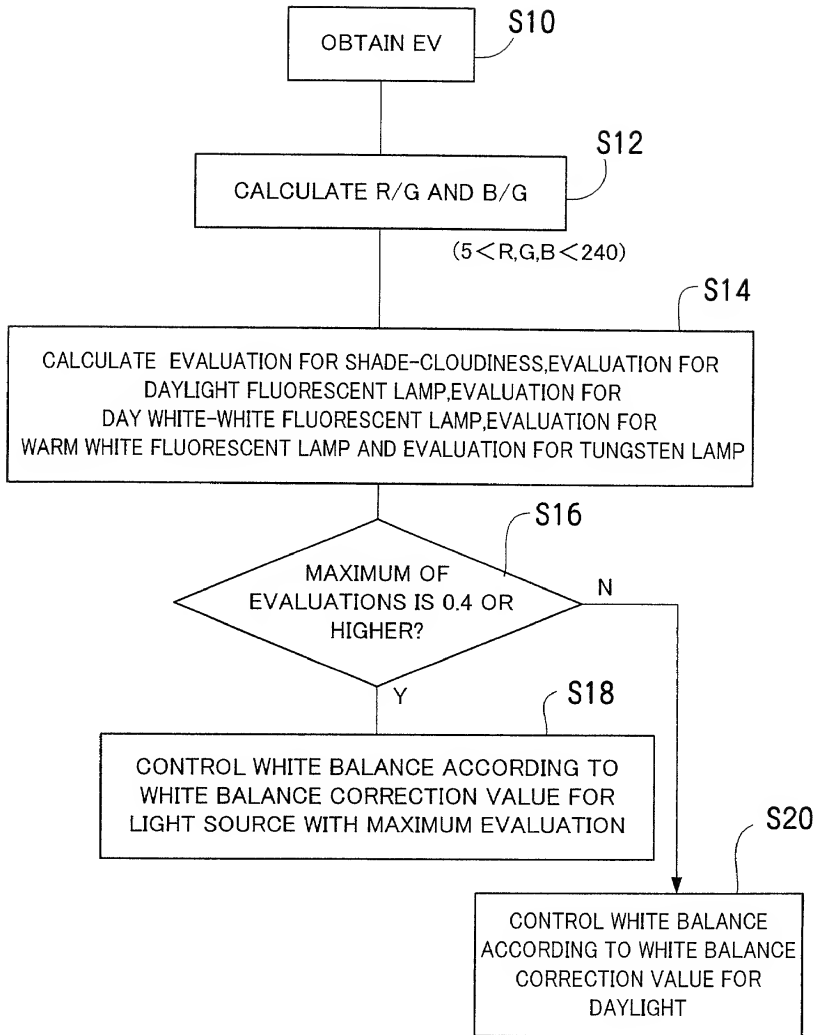 S10
OBTAIN EV
S12
CALCULATE R/G AND B/G
(5<R,G,B<240)
S14
CALCULATE EVALUATION FOR SHADE-CLOUDINESS,EVALUATION FOR
DAYLIGHT FLUORESCENT LAMP,EVALUATION FOR
DAY WHITE-WHITE FLUORESCENT LAMP,EVALUATION FOR
WARM WHITE FLUORESCENT LAMP AND EVALUATION FOR TUNGSTEN LAMP
S16
MAXIMUM OF
EVALUATIONS IS 0.4 OR
HIGHER?
N
Y
S18
CONTROL WHITE BALANCE ACCORDING TO
WHITE BALANCE CORRECTION VALUE FOR
LIGHT SOURCE WITH MAXIMUM EVALUATION
S20
CONTROL WHITE BALANCE
ACCORDING TO WHITE BALANCE
CORRECTION VALUE FOR
DAYLIGHT